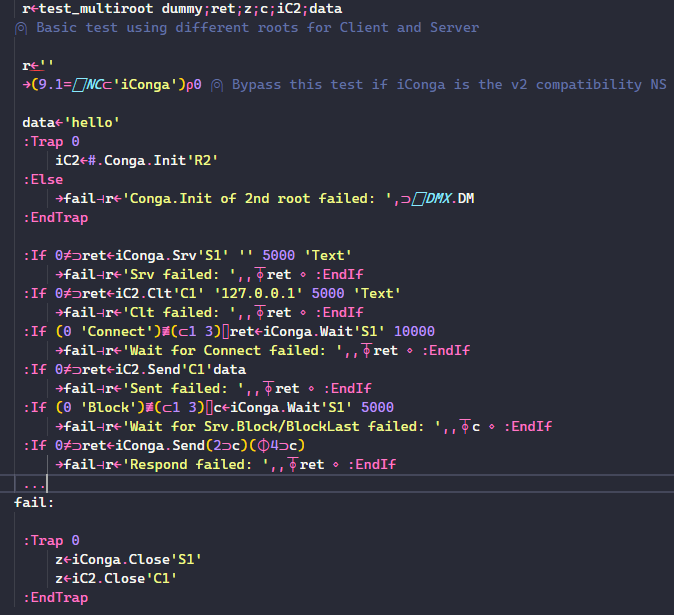 r←test_multiroot dummy;ret;z;c;iC2;data
⍝ Basic test using different roots for Client and Server
r←''
→(9.1=⎕NC⊂'iConga')⍴0 ⍝ Bypass this test if iConga is the v2 compatibility NS
data←'hello'
:Trap 0
iC2←#.Conga.Init'R2'
:Else
→fail⊣r←'Conga.Init of 2nd root failed: ',⊃⎕DMX.DM
:EndTrap
:If 0≠⊃ret←iConga.Srv'S1' '' 5000 'Text'
→fail⊣r←'Srv failed: ',,⍕ret ⋄ :EndIf
:If 0≠⊃ret←iC2.Clt'C1' '127.0.0.1' 5000 'Text'
→fail⊣r←'Clt failed: ',,⍕ret ⋄ :EndIf
:If (0 'Connect')≢(⊂1 3)⌷ret←iConga.Wait'S1' 10000
→fail⊣r←'Wait for Connect failed: ',,⍕ret ⋄ :EndIf
:If 0≠⊃ret←iC2.Send'C1'data
→fail⊣r←'Sent failed: ',,⍕ret ⋄ :EndIf
:If (0 'Block')≢(⊂1 3)⌷c←iConga.Wait'S1' 5000
→fail⊣r←'Wait for Srv.Block/BlockLast failed: ',,⍕c ⋄ :EndIf
:If 0≠⊃ret←iConga.Send(2⊃c)(⌽4⊃c)
→fail⊣r←'Respond failed: ',,⍕ret ⋄ :EndIf
...
fail:
:Trap 0
z←iConga.Close'S1'
z←iC2.Close'C1'
:EndTrap